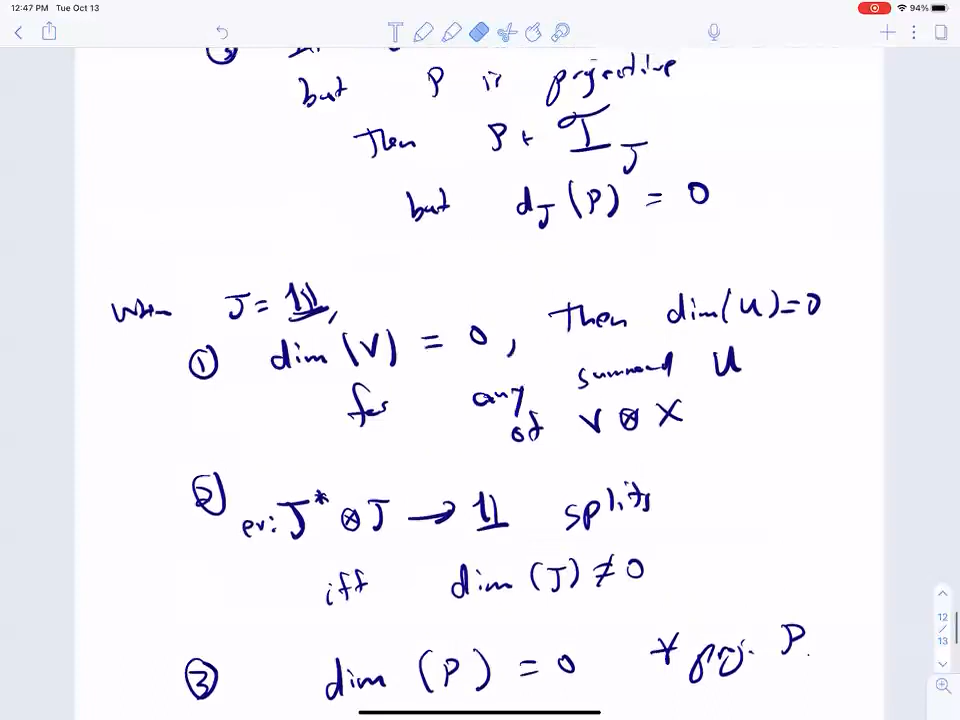 12:47 PM Tue Oct 13
94%
but P is projective
Then P ∈ I_J
but d_J (P) = 0
When J = 𝟙,
① dim (V) = 0, then dim(U)=0
for any summand U
of V ⊗ X
② ev: J* ⊗ J → 𝟙 splits
iff dim (J) ≠ 0
③ dim (P) = 0 ∀ proj. P.
12
/
13